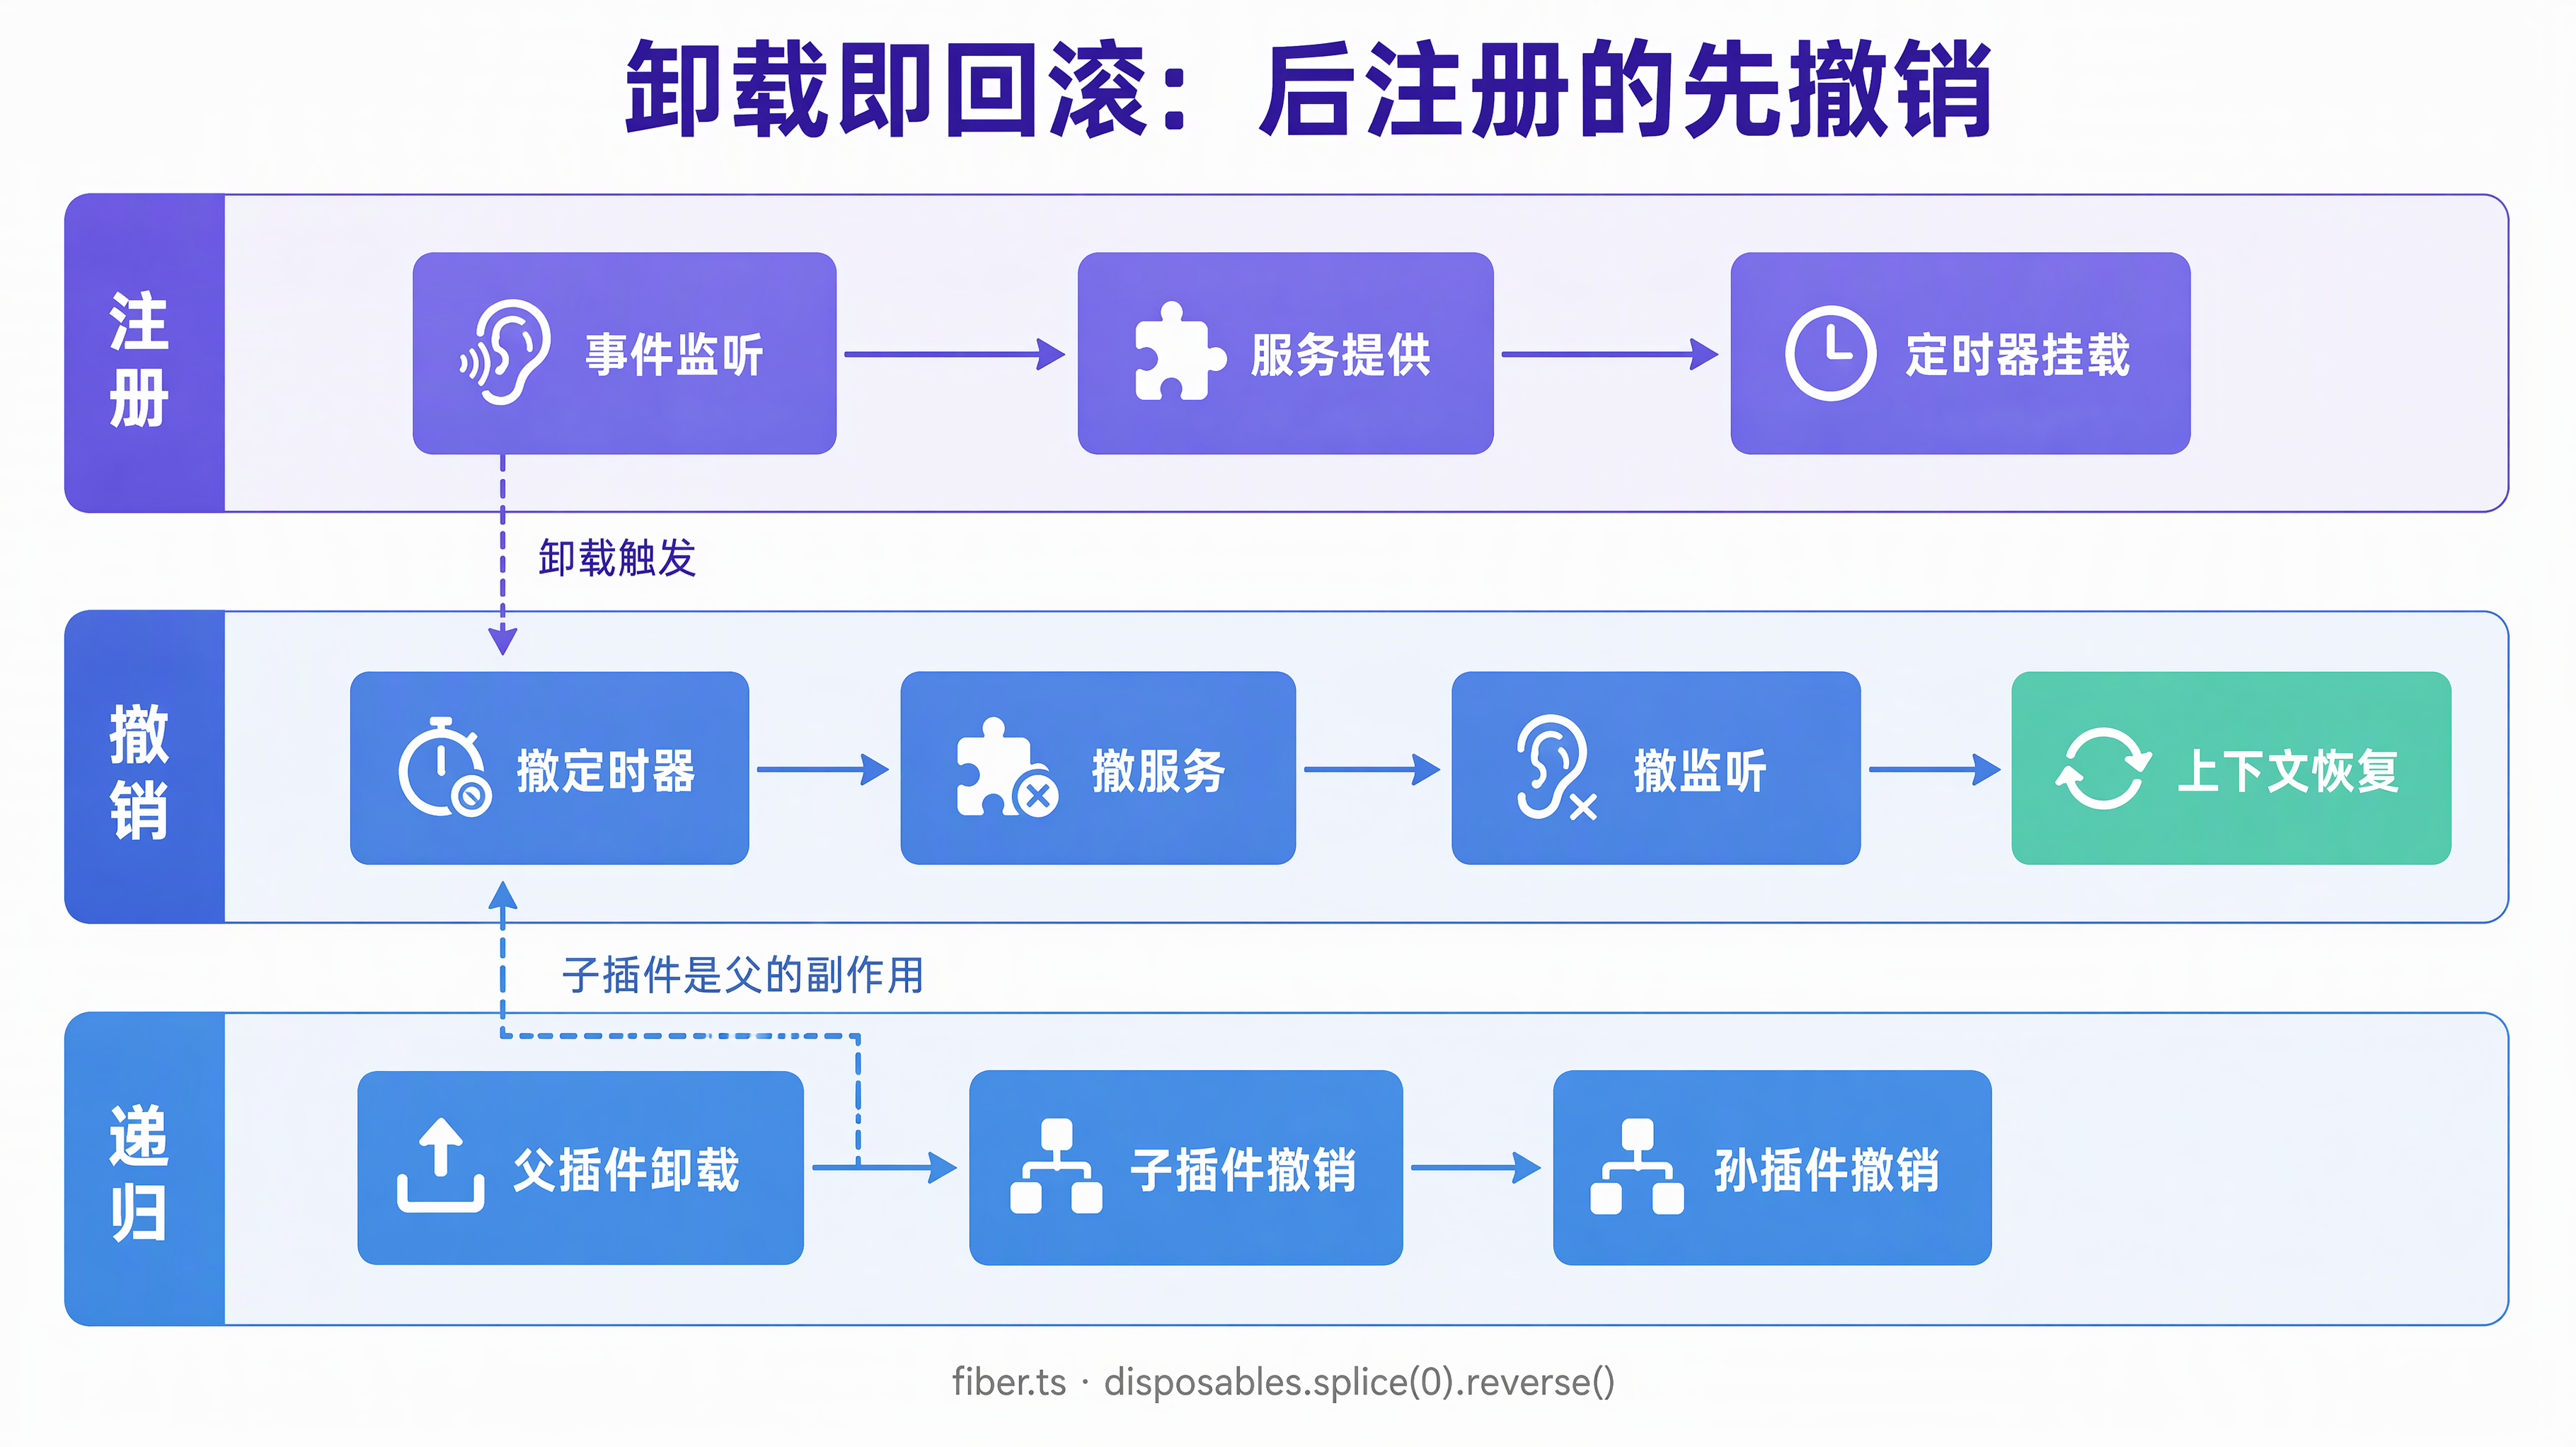 卸载即回滚：后注册的先撤销
注册
事件监听
服务提供
定时器挂载
卸载触发
撤销
撤定时器
撤服务
撤监听
上下文恢复
子插件是父的副作用
递归
父插件卸载
子插件撤销
孙插件撤销
fiber.ts · disposables.splice(0).reverse()